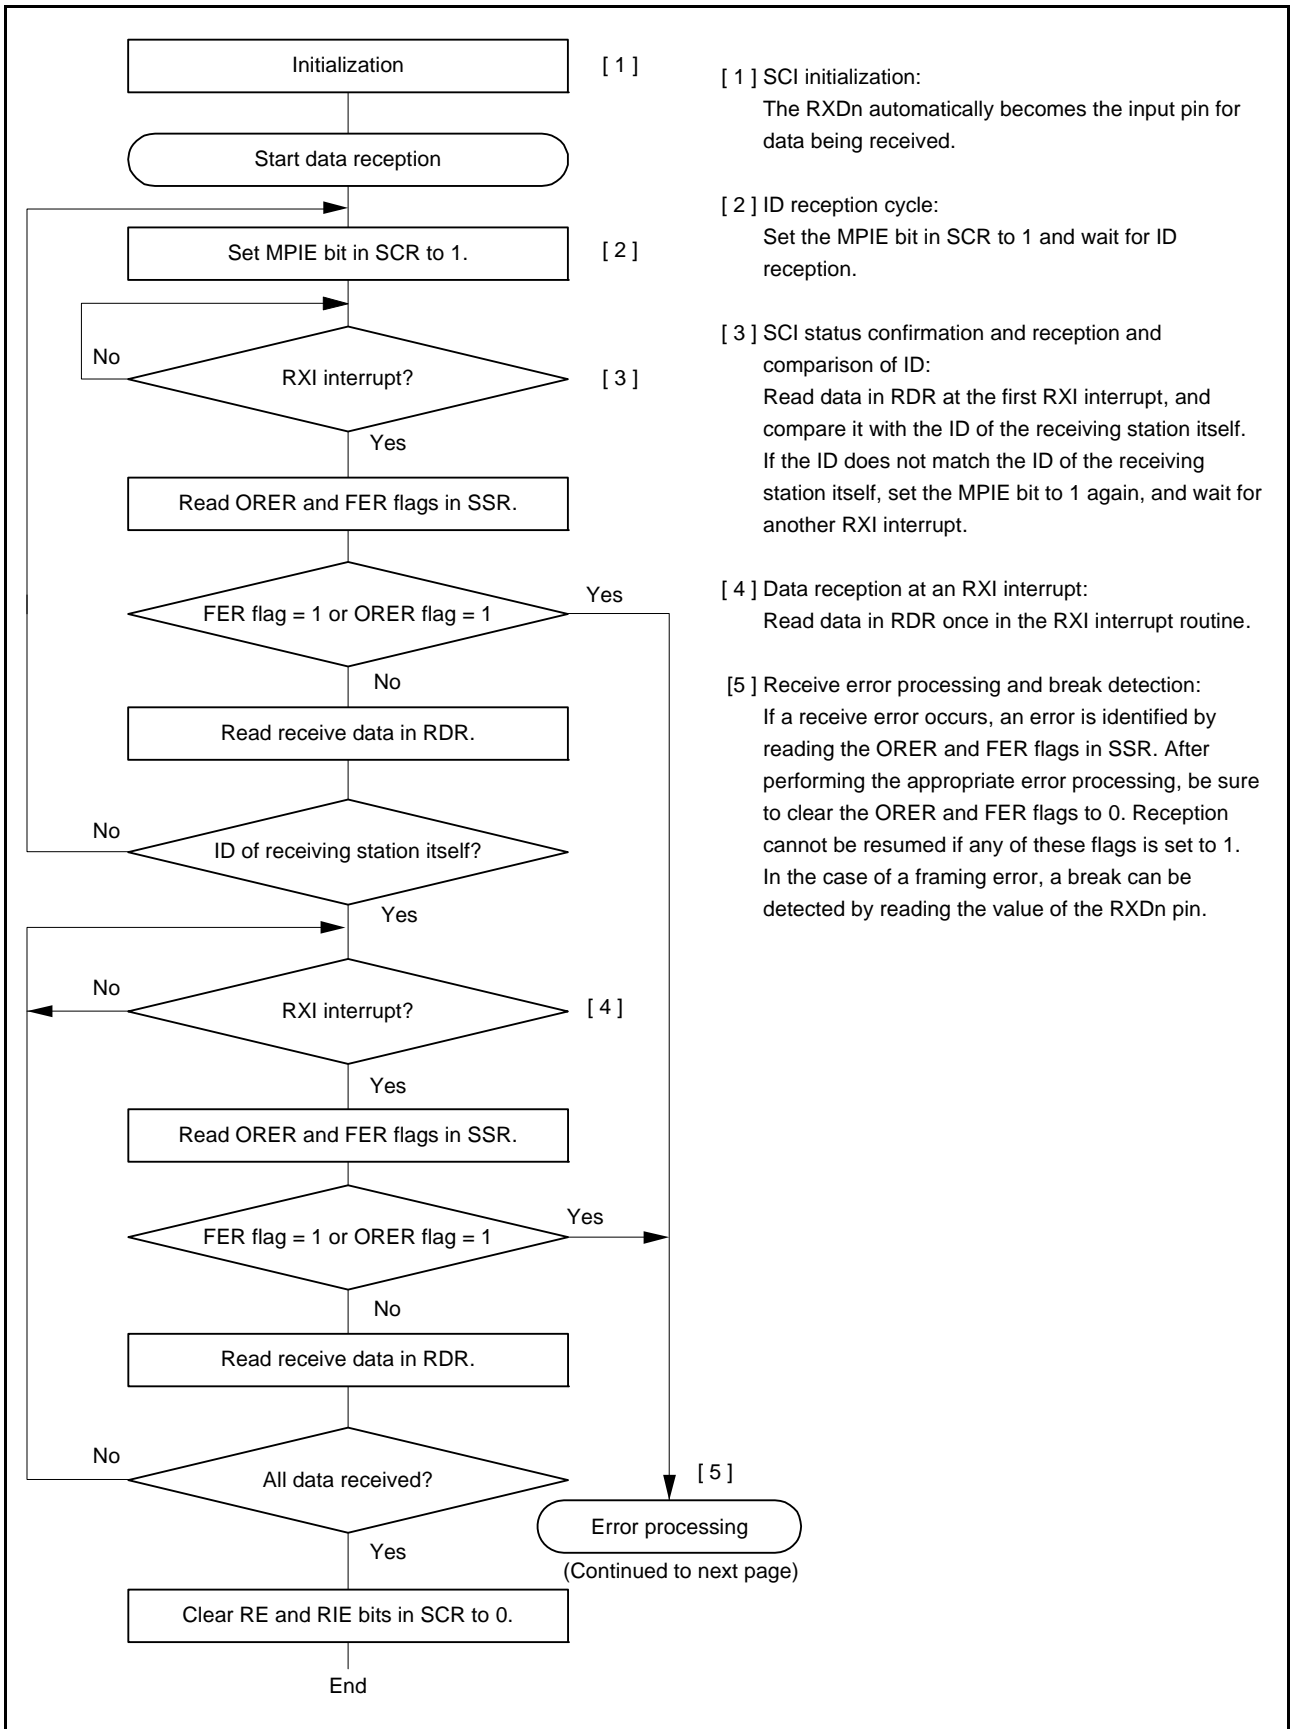 Initialization
[ 1 ]
Start data reception
Set MPIE bit in SCR to 1.
[ 2 ]
No
RXI interrupt?
[ 3 ]
Yes
Read ORER and FER flags in SSR.
FER flag = 1 or ORER flag = 1
Yes
No
Read receive data in RDR.
No
ID of receiving station itself?
Yes
No
RXI interrupt?
[ 4 ]
Yes
Read ORER and FER flags in SSR.
FER flag = 1 or ORER flag = 1
Yes
No
Read receive data in RDR.
No
All data received?
[ 5 ]
Error processing
(Continued to next page)
Yes
Clear RE and RIE bits in SCR to 0.
End
[ 1 ] SCI initialization:
The RXDn automatically becomes the input pin for
data being received.
[ 2 ] ID reception cycle:
Set the MPIE bit in SCR to 1 and wait for ID
reception.
[ 3 ] SCI status confirmation and reception and
comparison of ID:
Read data in RDR at the first RXI interrupt, and
compare it with the ID of the receiving station itself.
If the ID does not match the ID of the receiving
station itself, set the MPIE bit to 1 again, and wait for
another RXI interrupt.
[ 4 ] Data reception at an RXI interrupt:
Read data in RDR once in the RXI interrupt routine.
[5 ] Receive error processing and break detection:
If a receive error occurs, an error is identified by
reading the ORER and FER flags in SSR. After
performing the appropriate error processing, be sure
to clear the ORER and FER flags to 0. Reception
cannot be resumed if any of these flags is set to 1.
In the case of a framing error, a break can be
detected by reading the value of the RXDn pin.